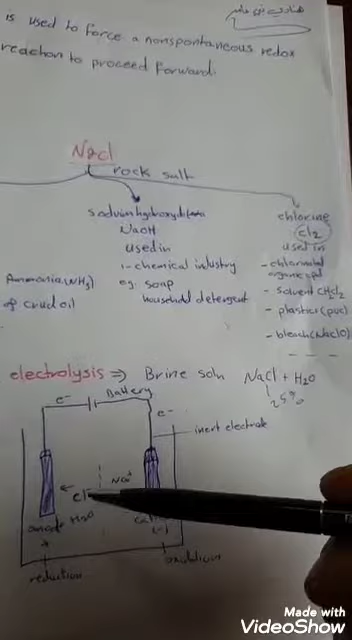 is used to force a nonspontaneous redox
reaction to proceed forward.
Nacl
rock salt
sodium hydroxide
NaOH
used in
1- chemical industry
eg. soap
household detergent
chlorine
Cl2
used in
- chlorinated
organic cpd
- solvent CH2Cl2
- plastics (pvc)
- bleach (NaClO)
- - - -
Ammonia (NH3)
of crud oil
electrolysis ⇒ Brine soln NaCl + H2O
25%
Battery
e-
e-
inert electrode
Na+
← Cl-
anode H2O
(-)
reduction
Made with
VideoShow